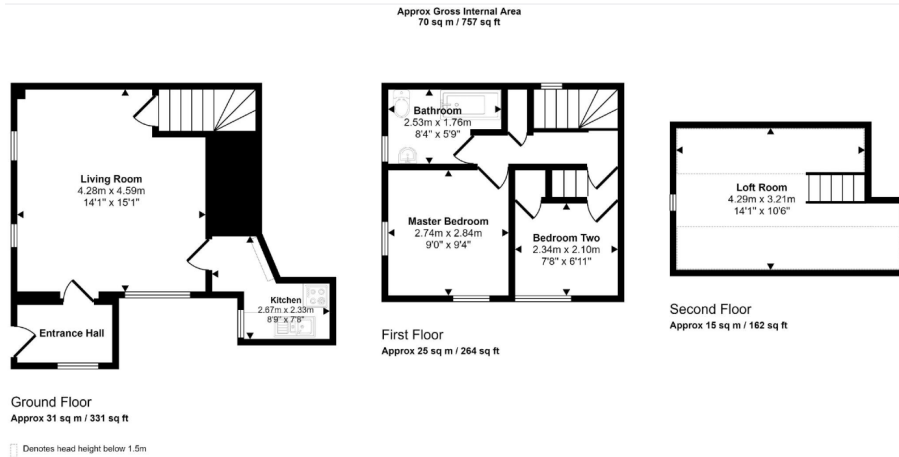 Approx Gross Internal Area
70 sq m / 757 sq ft
Living Room
4.28m x 4.59m
14'1" x 15'1"
Entrance Hall
Kitchen
2.67m x 2.33m
8'9" x 7'8"
Ground Floor
Approx 31 sq m / 331 sq ft
Denotes head height below 1.5m
Bathroom
2.53m x 1.76m
8'4" x 5'9"
Master Bedroom
2.74m x 2.84m
9'0" x 9'4"
Bedroom Two
2.34m x 2.10m
7'8" x 6'11"
First Floor
Approx 25 sq m / 264 sq ft
Loft Room
4.29m x 3.21m
14'1" x 10'6"
Second Floor
Approx 15 sq m / 162 sq ft